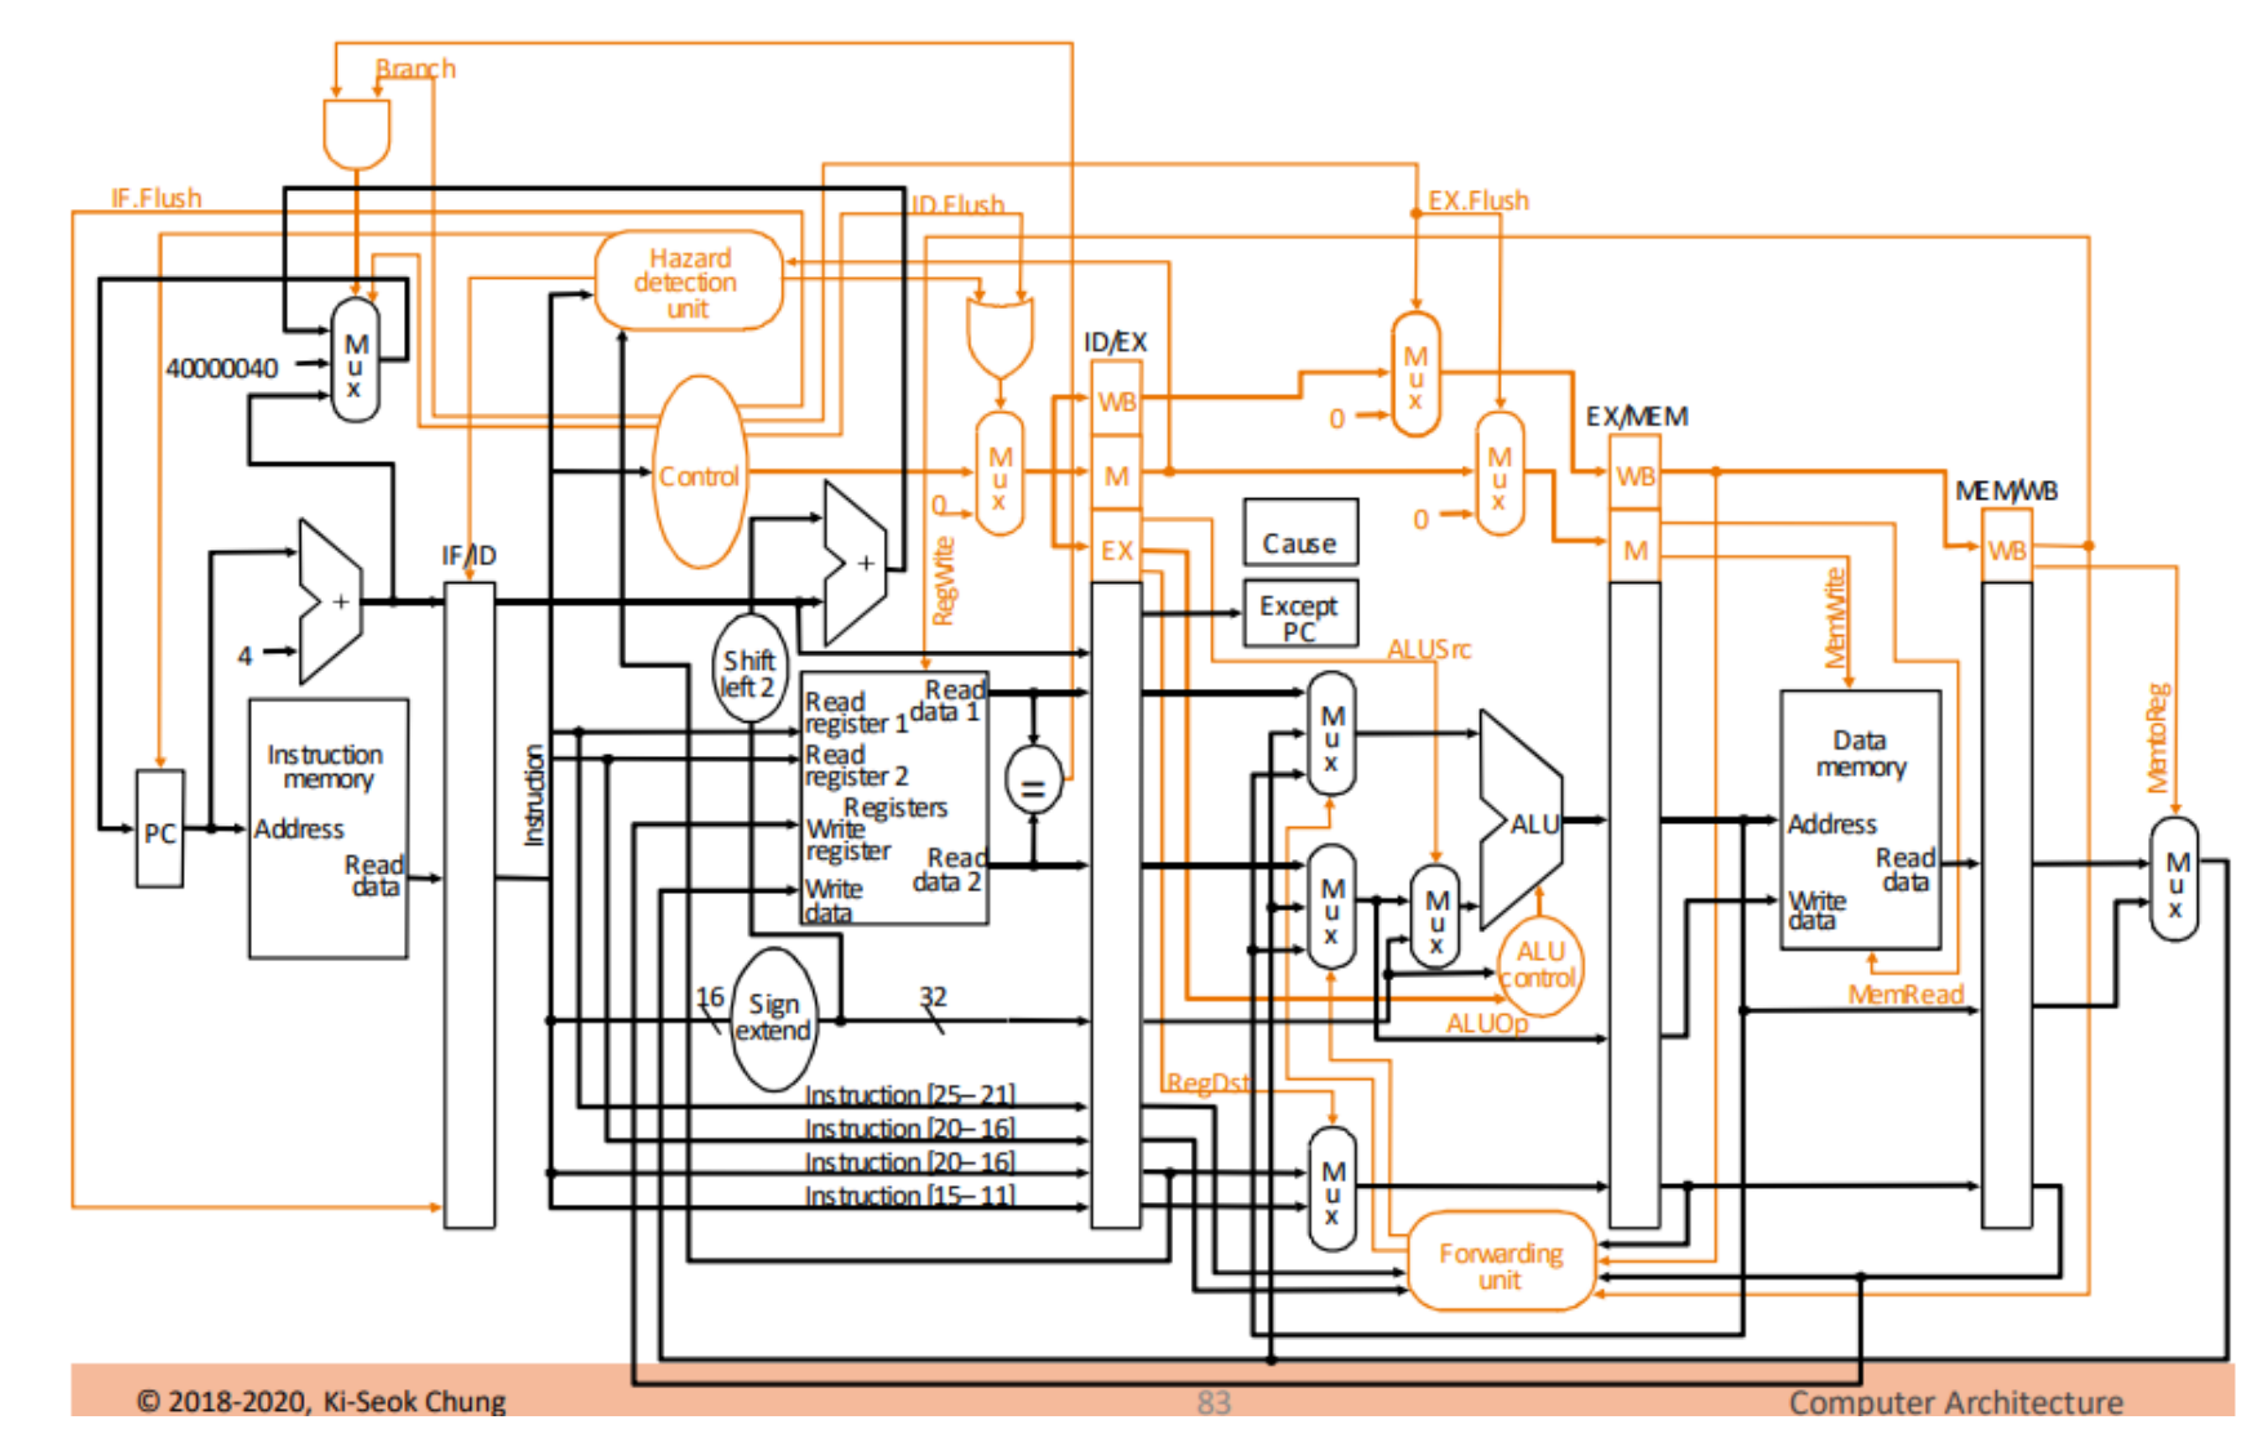 Branch
IF.Flush
ID.Flush
EX.Flush
Hazard
detection
unit
M
u
x
40000040
ID/EX
WB
M
EX
M
u
x
0
EX/MEM
WB
M
M
u
x
0
M
u
x
0
MEM/WB
WB
Control
Cause
Except
PC
IF/ID
+
4
+
RegWrite
Shift
left 2
ALUSrc
MemWrite
MemtoReg
Instruction
memory
Address
Read
data
PC
Instruction
Read
register 1
Read
data 1
Read
register 2
Registers
Write
register
Read
data 2
Write
data
=
M
u
x
M
u
x
M
u
x
ALU
ALU
control
Data
memory
Address
Read
data
Write
data
M
u
x
16
Sign
extend
32
MemRead
ALUOp
RegDst
Instruction [25–21]
Instruction [20–16]
Instruction [20–16]
Instruction [15–11]
M
u
x
Forwarding
unit
© 2018-2020, Ki-Seok Chung
83
Computer Architecture